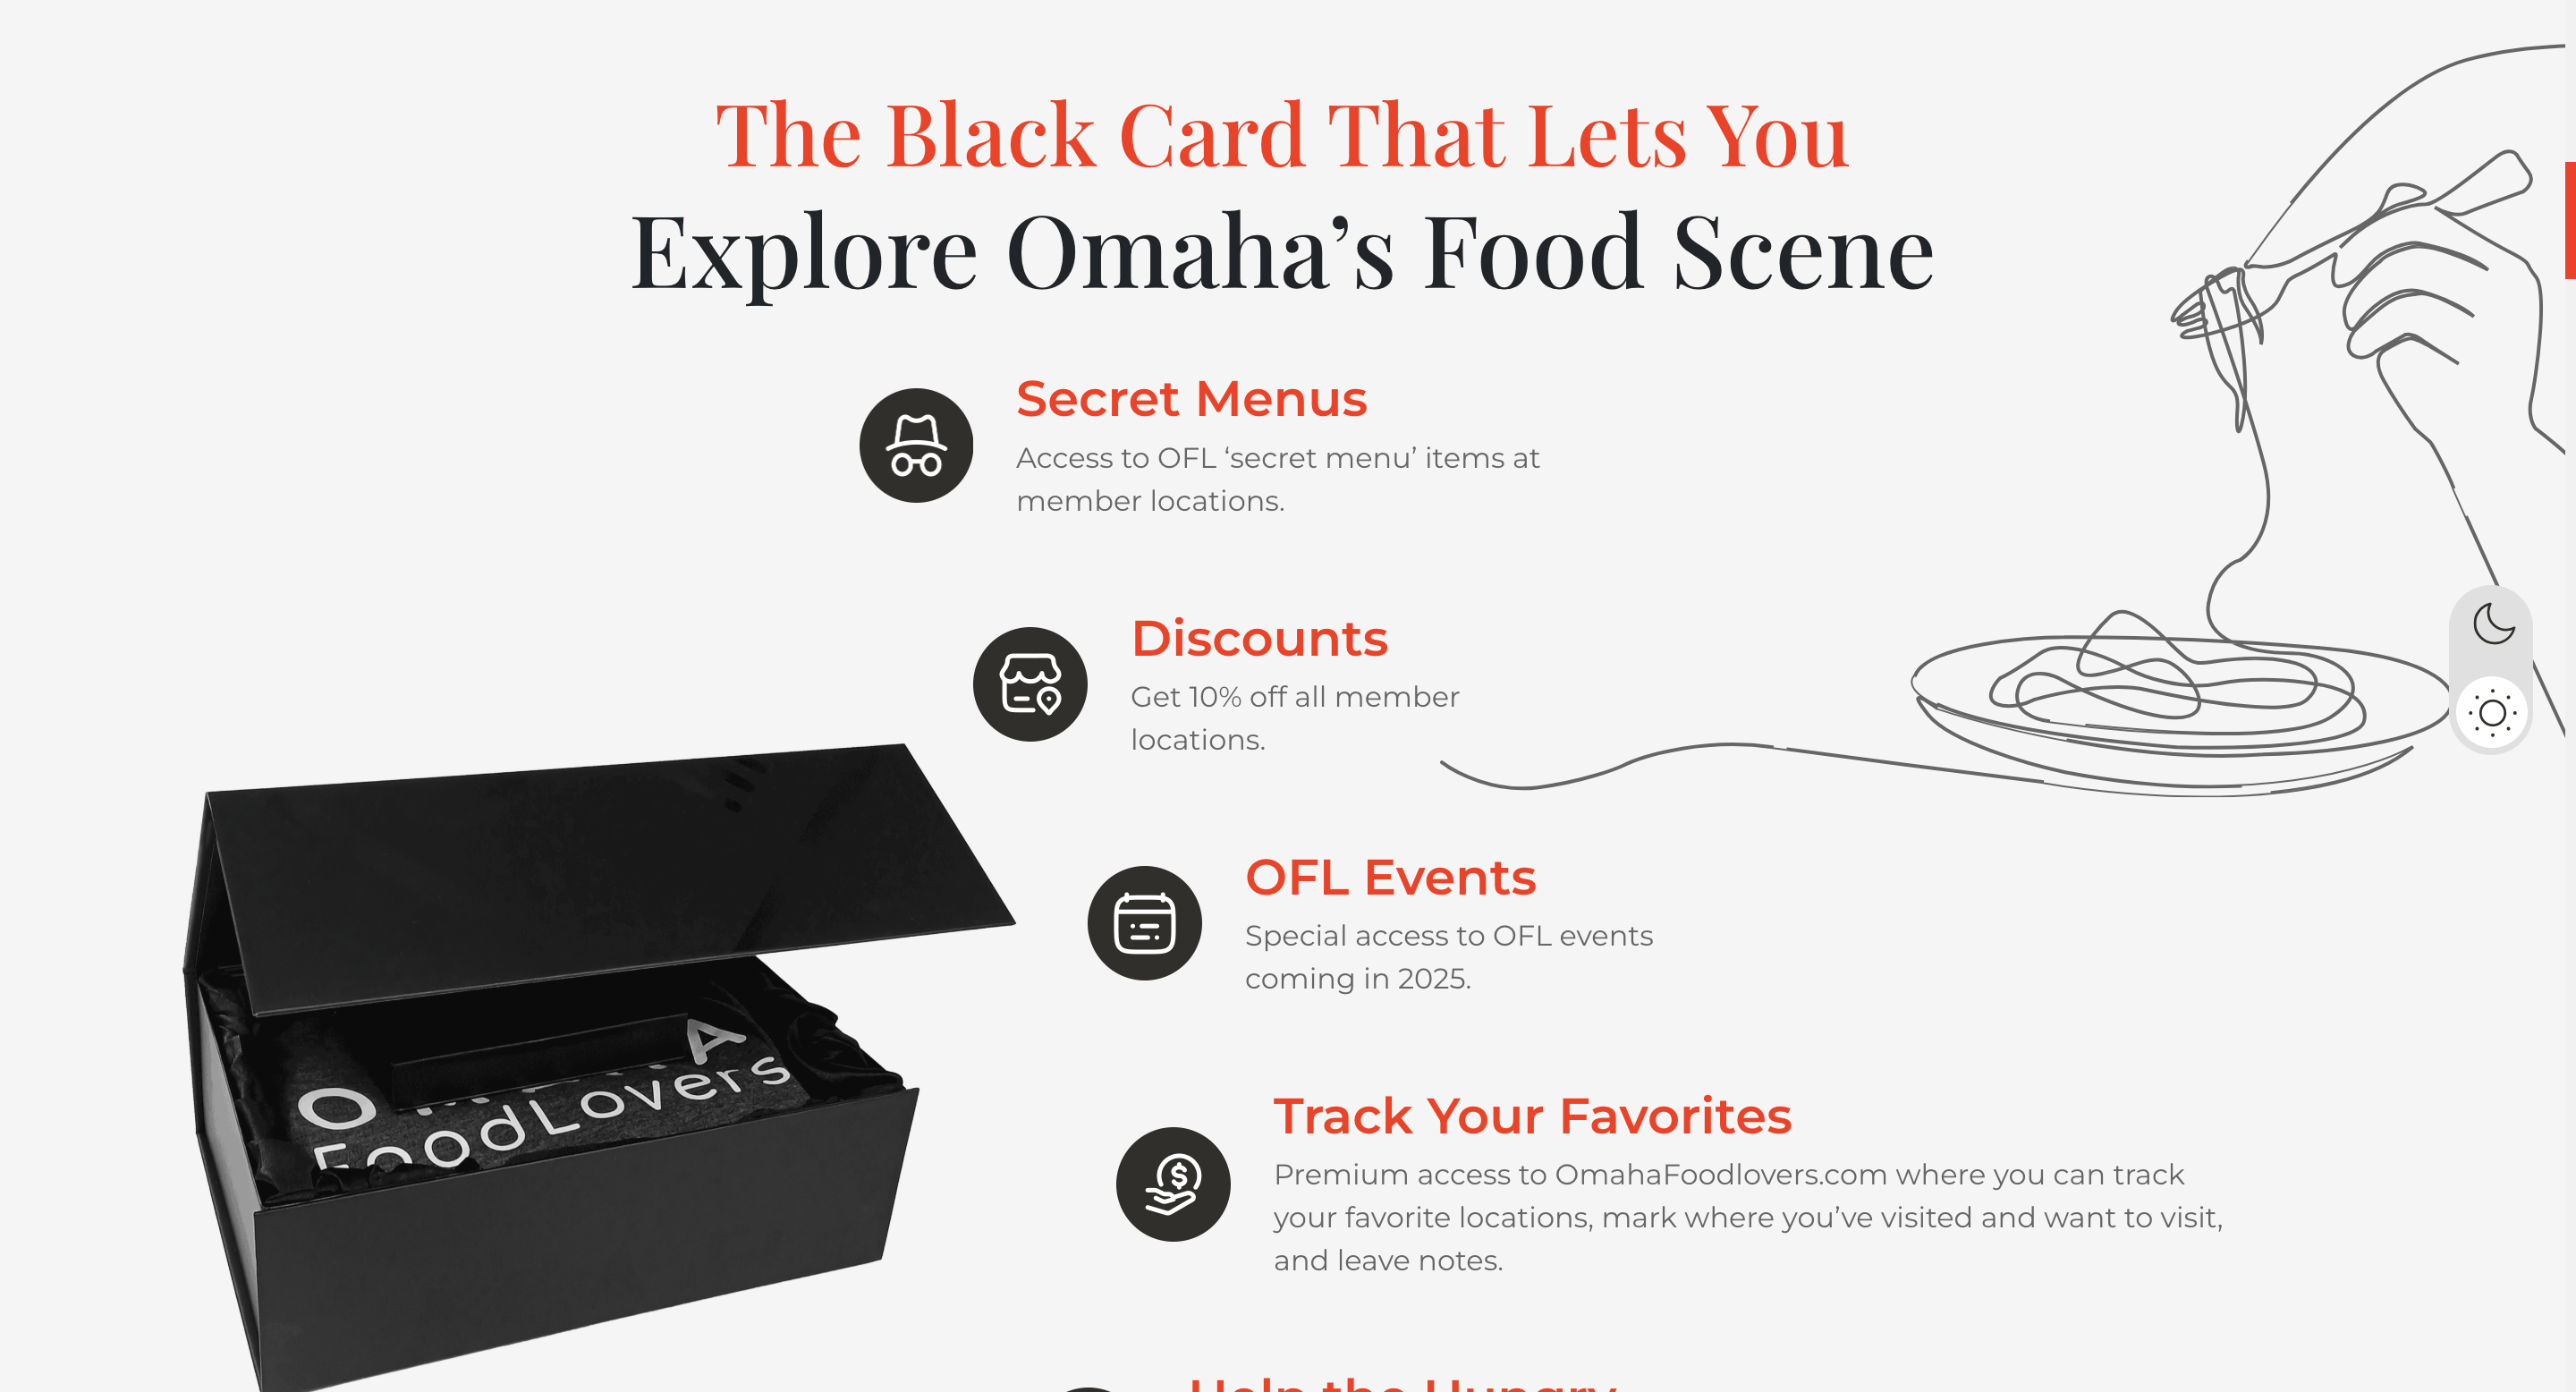 The Black Card That Lets You
Explore Omaha’s Food Scene
Secret Menus
Access to OFL ‘secret menu’ items at
member locations.
Discounts
Get 10% off all member
locations.
OFL Events
Special access to OFL events
coming in 2025.
O A
FoodLovers
Track Your Favorites
Premium access to OmahaFoodlovers.com where you can track
your favorite locations, mark where you’ve visited and want to visit,
and leave notes.
Help the Hungry